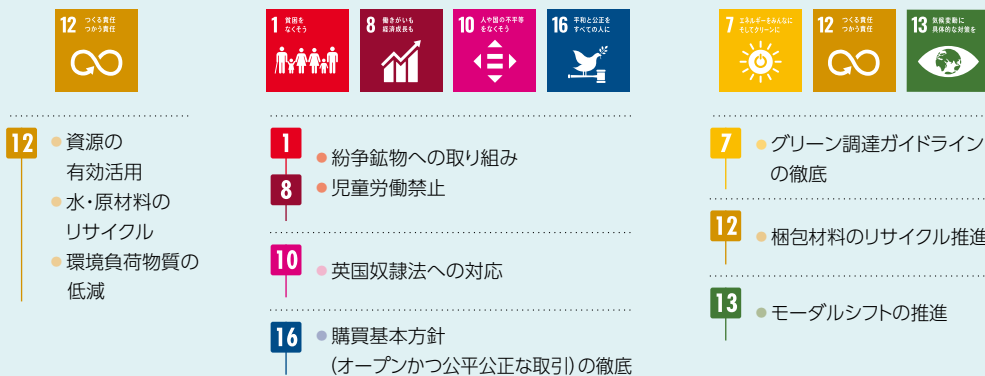 12 つくる責任
つかう責任
1 貧困を
なくそう
8 働きがいも
経済成長も
10 人や国の不平等
をなくそう
16 平和と公正を
すべての人に
7 エネルギーをみんなに
そしてクリーンに
12 つくる責任
つかう責任
13 気候変動に
具体的な対策を
12
●資源の
有効活用
●水・原材料の
リサイクル
●環境負荷物質の
低減
1
8
●紛争鉱物への取り組み
●児童労働禁止
10
●英国奴隷法への対応
16
●購買基本方針
(オープンかつ公平公正な取引)の徹底
7
●グリーン調達ガイドライン
の徹底
12
●梱包材料のリサイクル推進
13
●モーダルシフトの推進